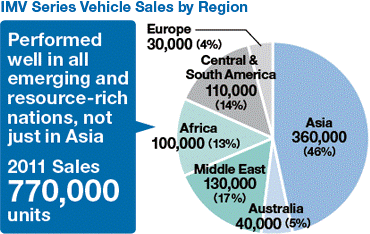 IMV Series Vehicle Sales by Region
Performed
well in all
emerging and
resource-rich
nations, not
just in Asia
2011 Sales
770,000
units
Europe
30,000 (4%)
Central &
South America
110,000
(14%)
Africa
100,000 (13%)
Middle East
130,000
(17%)
Australia
40,000 (5%)
Asia
360,000
(46%)